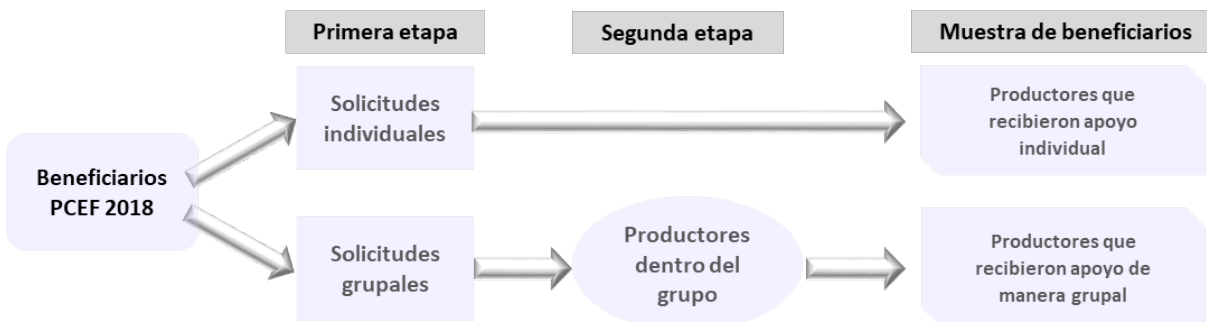 Primera etapa
Segunda etapa
Muestra de beneficiarios
Beneficiarios
PCEF 2018
Solicitudes
individuales
Productores que
recibieron apoyo
individual
Solicitudes
grupales
Productores
dentro del
grupo
Productores que
recibieron apoyo de
manera grupal